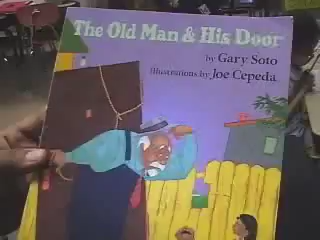 The Old Man & His Door
by Gary Soto
illustrations by Joe Cepeda